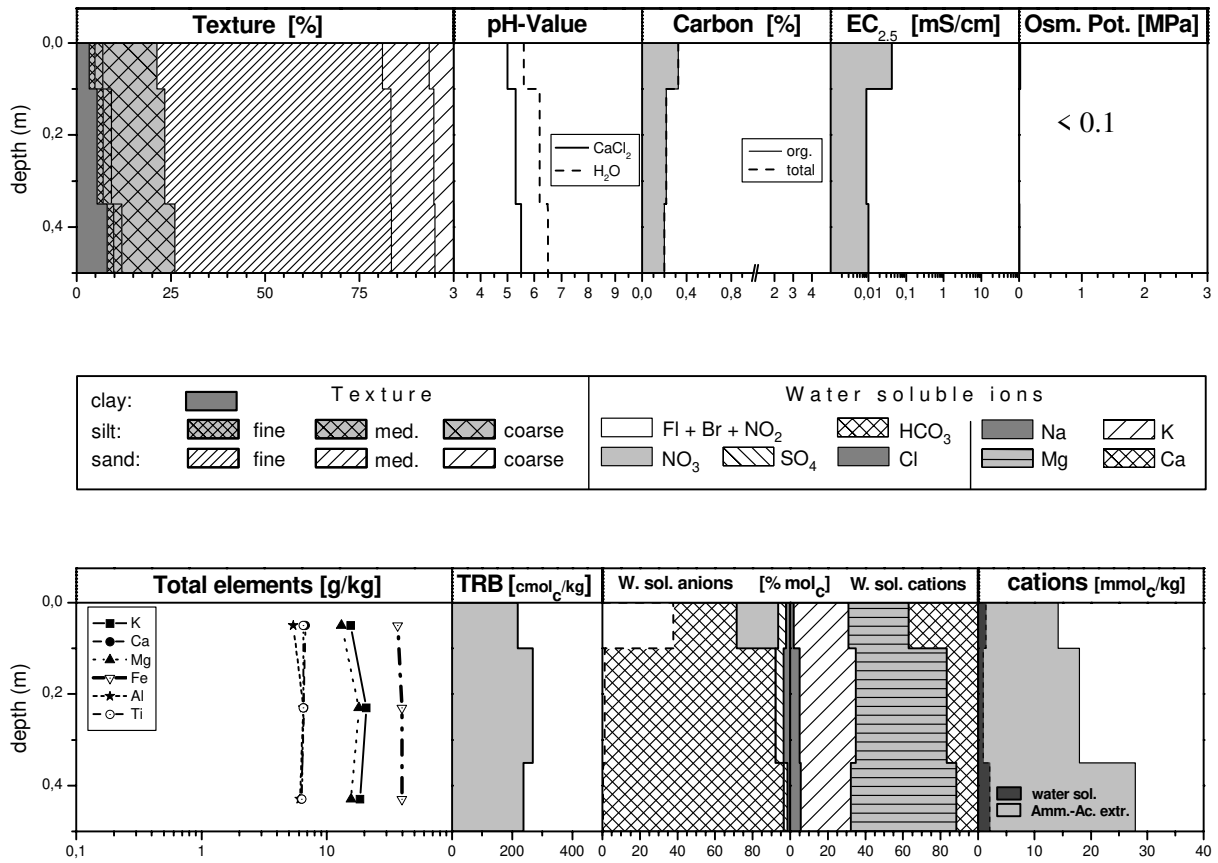 Texture [%]
pH-Value
Carbon [%]
EC2.5 [mS/cm]
Osm. Pot. [MPa]
depth (m)
0,0
0,2
0,4
CaCl2
H2O
org.
total
< 0.1
0 25 75 3 4 5 6 7 8 9 0,0 0,4 0,8 2 3 4 0,01 0,1 1 10 0 1 2 3
Texture
Water soluble ions
clay:
silt: fine med. coarse
sand: fine med. coarse
Fl + Br + NO2 HCO3
NO3 SO4 Cl
Na K
Mg Ca
Total elements [g/kg]
TRB [cmolc/kg]
W. sol. anions [% molc] W. sol. cations
cations [mmolc/kg]
depth (m)
0,0
0,2
0,4
K
Ca
Mg
Fe
Al
Ti
water sol.
Amm.-Ac. extr.
0,1 1 10 0 200 400 100 80 60 40 20 0 20 40 60 80 0 10 20 30 40